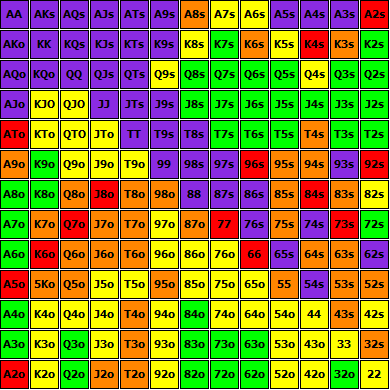 AA AKs AQs AJs ATs A9s A8s A7s A6s A5s A4s A3s A2s
AKo KK KQs KJs KTs K9s K8s K7s K6s K5s K4s K3s K2s
AQo KQo QQ QJs QTs Q9s Q8s Q7s Q6s Q5s Q4s Q3s Q2s
AJo KJO QJO JJ JTs J9s J8s J7s J6s J5s J4s J3s J2s
ATo KTo QTO JTo TT T9s T8s T7s T6s T5s T4s T3s T2s
A9o K9o Q9o J9o T9o 99 98s 97s 96s 95s 94s 93s 92s
A8o K8o Q8o J8o T8o 98o 88 87s 86s 85s 84s 83s 82s
A7o K7o Q7o J7o T7o 97o 87o 77 76s 75s 74s 73s 72s
A6o K6o Q6o J6o T6o 96o 86o 76o 66 65s 64s 63s 62s
A5o 5Ko Q5o J5o T5o 95o 85o 75o 65o 55 54s 53s 52s
A4o K4o Q4o J4o T4o 94o 84o 74o 64o 54o 44 43s 42s
A3o K3o Q3o J3o T3o 93o 83o 73o 63o 53o 43o 33 32s
A2o K2o Q2o J2o T2o 92o 82o 72o 62o 52o 42o 32o 22